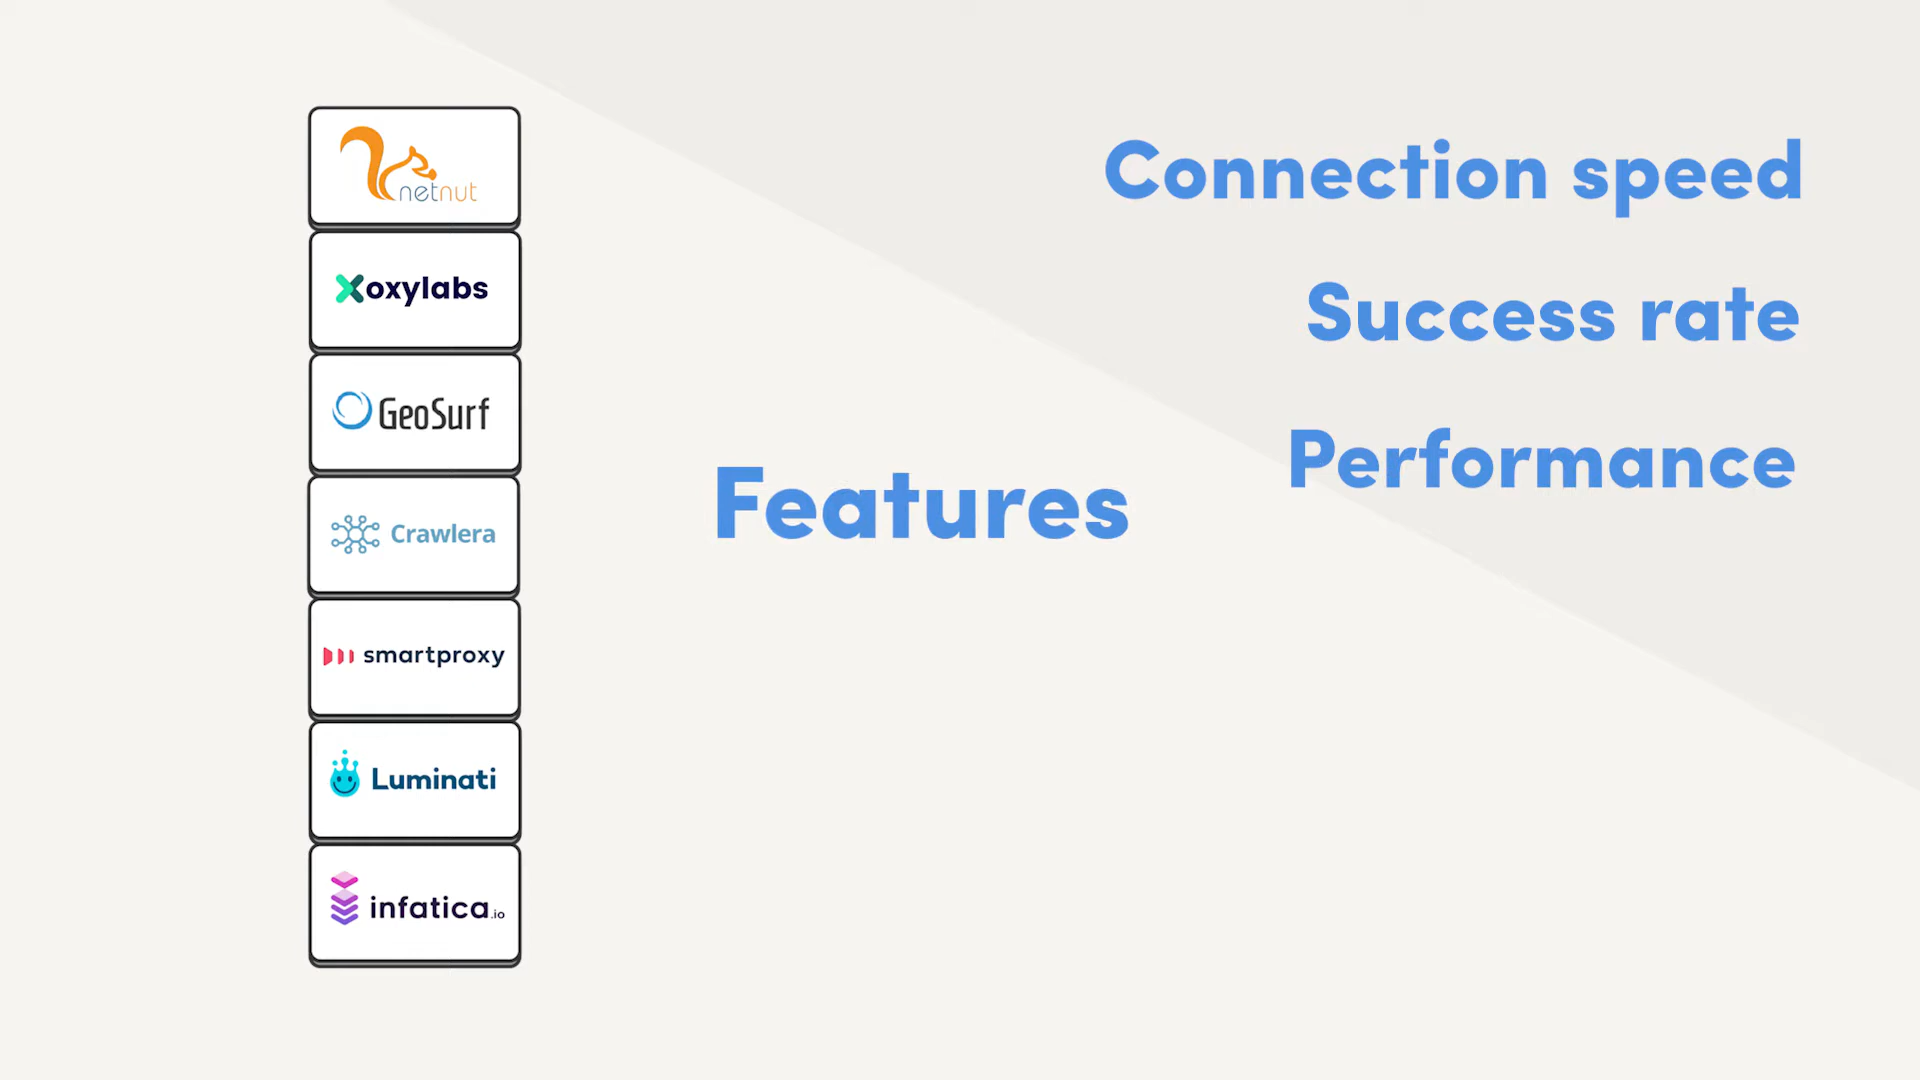 netnut
oxylabs
GeoSurf
Crawlera
smartproxy
Luminati
infatica.io
Features
Connection speed
Success rate
Performance